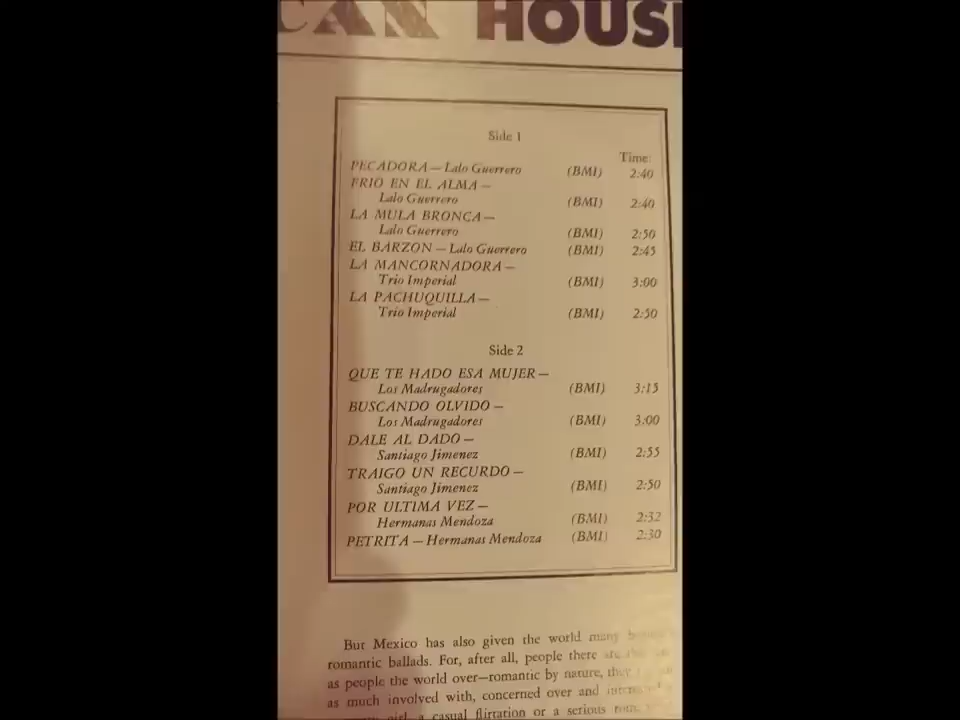 CAN HOUSE
Side 1
Time:
PECADORA — Lalo Guerrero (BMI) 2:40
FRIO EN EL ALMA —
Lalo Guerrero (BMI) 2:40
LA MULA BRONCA —
Lalo Guerrero (BMI) 2:50
EL BARZON — Lalo Guerrero (BMI) 2:45
LA MANCORNADORA —
Trio Imperial (BMI) 3:00
LA PACHUQUILLA —
Trio Imperial (BMI) 2:50
Side 2
QUE TE HADO ESA MUJER —
Los Madrugadores (BMI) 3:15
BUSCANDO OLVIDO —
Los Madrugadores (BMI) 3:00
DALE AL DADO —
Santiago Jimenez (BMI) 2:55
TRAIGO UN RECURDO —
Santiago Jimenez (BMI) 2:50
POR ULTIMA VEZ —
Hermanas Mendoza (BMI) 2:32
PETRITA — Hermanas Mendoza (BMI) 2:30
But Mexico has also given the world many
romantic ballads. For, after all, people there are
as people the world over—romantic by nature, they
as much involved with, concerned over and
girl, a casual flirtation or a serious